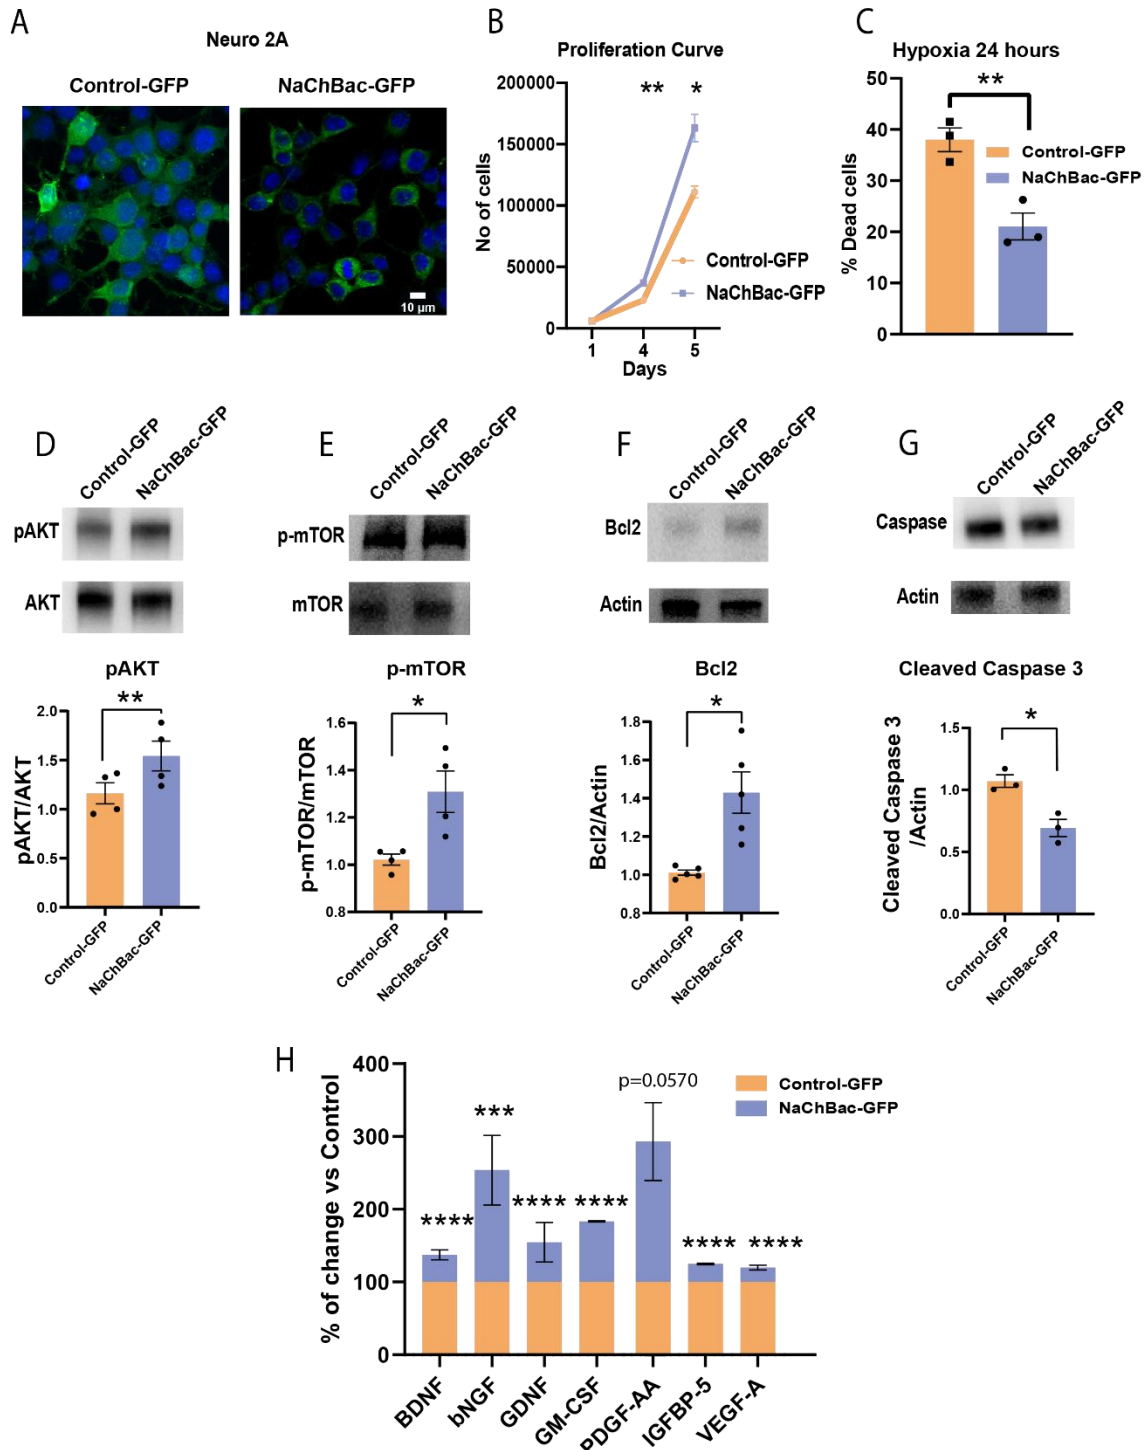 A
Neuro 2A
Control-GFP
NaChBac-GFP
10 µm
B
Proliferation Curve
No of cells
200000
150000
100000
50000
0
** *
Control-GFP
NaChBac-GFP
1 4 5
Days
C
Hypoxia 24 hours
% Dead cells
50
40
30
20
10
0
**
Control-GFP
NaChBac-GFP
D
Control-GFP
NaChBac-GFP
pAKT
AKT
pAKT
pAKT/AKT
2.0
1.5
1.0
0.5
0.0
**
Control-GFP
NaChBac-GFP
E
Control-GFP
NaChBac-GFP
p-mTOR
mTOR
p-mTOR
p-mTOR/mTOR
1.6
1.4
1.2
1.0
0.8
*
Control-GFP
NaChBac-GFP
F
Control-GFP
NaChBac-GFP
Bcl2
Actin
Bcl2
Bcl2/Actin
1.8
1.6
1.4
1.2
1.0
0.8
*
Control-GFP
NaChBac-GFP
G
Control-GFP
NaChBac-GFP
Caspase
Actin
Cleaved Caspase 3
Cleaved Caspase 3
/Actin
1.5
1.0
0.5
0.0
*
Control-GFP
NaChBac-GFP
H
% of change vs Control
400
300
200
100
0
**** *** **** **** p=0.0570 **** ****
Control-GFP
NaChBac-GFP
BDNF
bNGF
GDNF
GM-CSF
PDGF-AA
IGFBP-5
VEGF-A